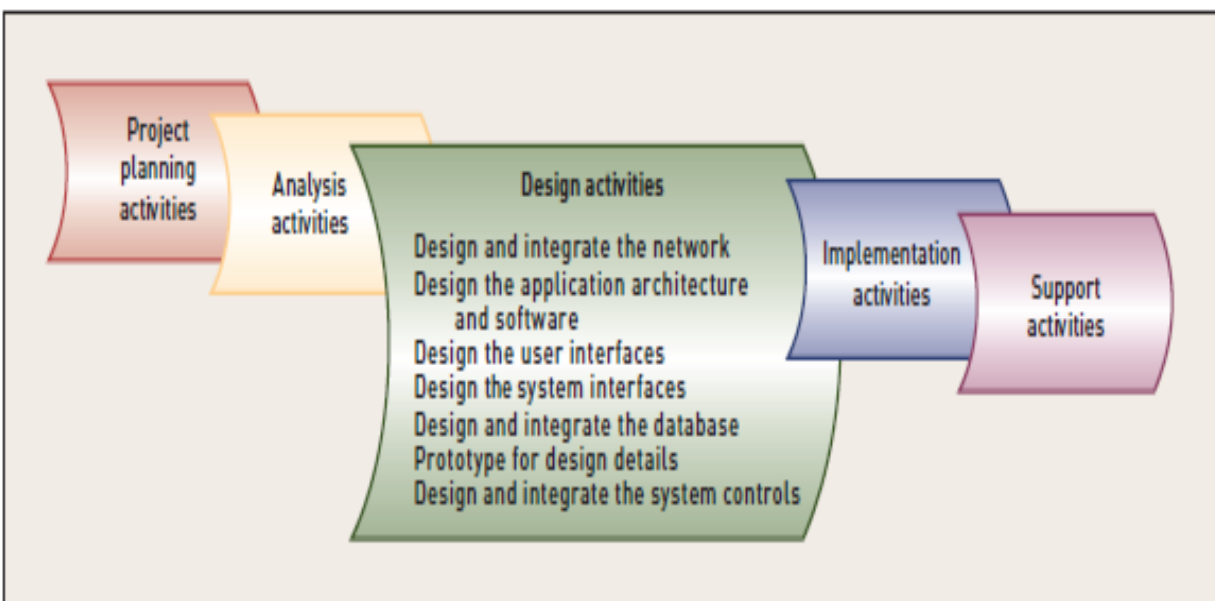 Project
planning
activities
Analysis
activities
Design activities
Design and integrate the network
Design the application architecture
and software
Design the user interfaces
Design the system interfaces
Design and integrate the database
Prototype for design details
Design and integrate the system controls
Implementation
activities
Support
activities